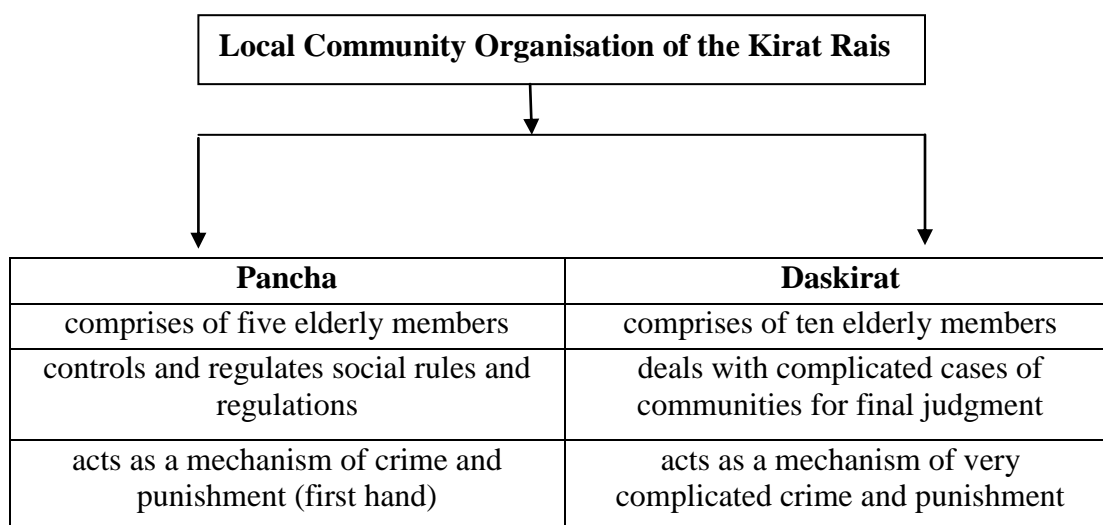 Local Community Organisation of the Kirat Rais
Pancha
Daskirat
comprises of five elderly members
comprises of ten elderly members
controls and regulates social rules and
regulations
deals with complicated cases of
communities for final judgment
acts as a mechanism of crime and
punishment (first hand)
acts as a mechanism of very
complicated crime and punishment